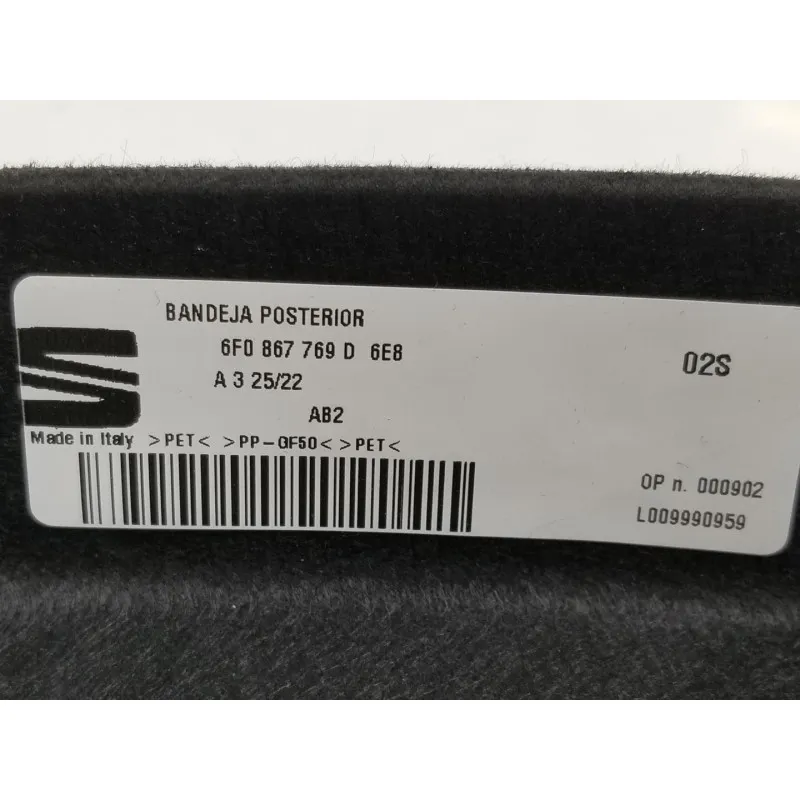 BANDEJA POSTERIOR
6F0 867 769 D 6E8
02S
A 3 25/22
AB2
Made in Italy >PET< >PP-GF50< >PET<
OP n. 000902
L009990959